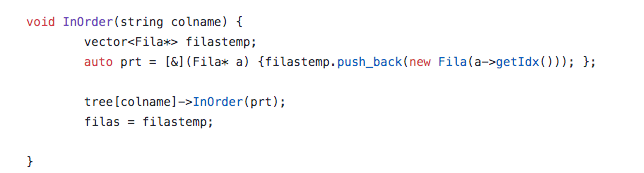 void InOrder(string colname) {
        vector<Fila*> filastemp;
        auto prt = [&](Fila* a) {filastemp.push_back(new Fila(a->getIdx())); };
        tree[colname]->InOrder(prt);
        filas = filastemp;
}